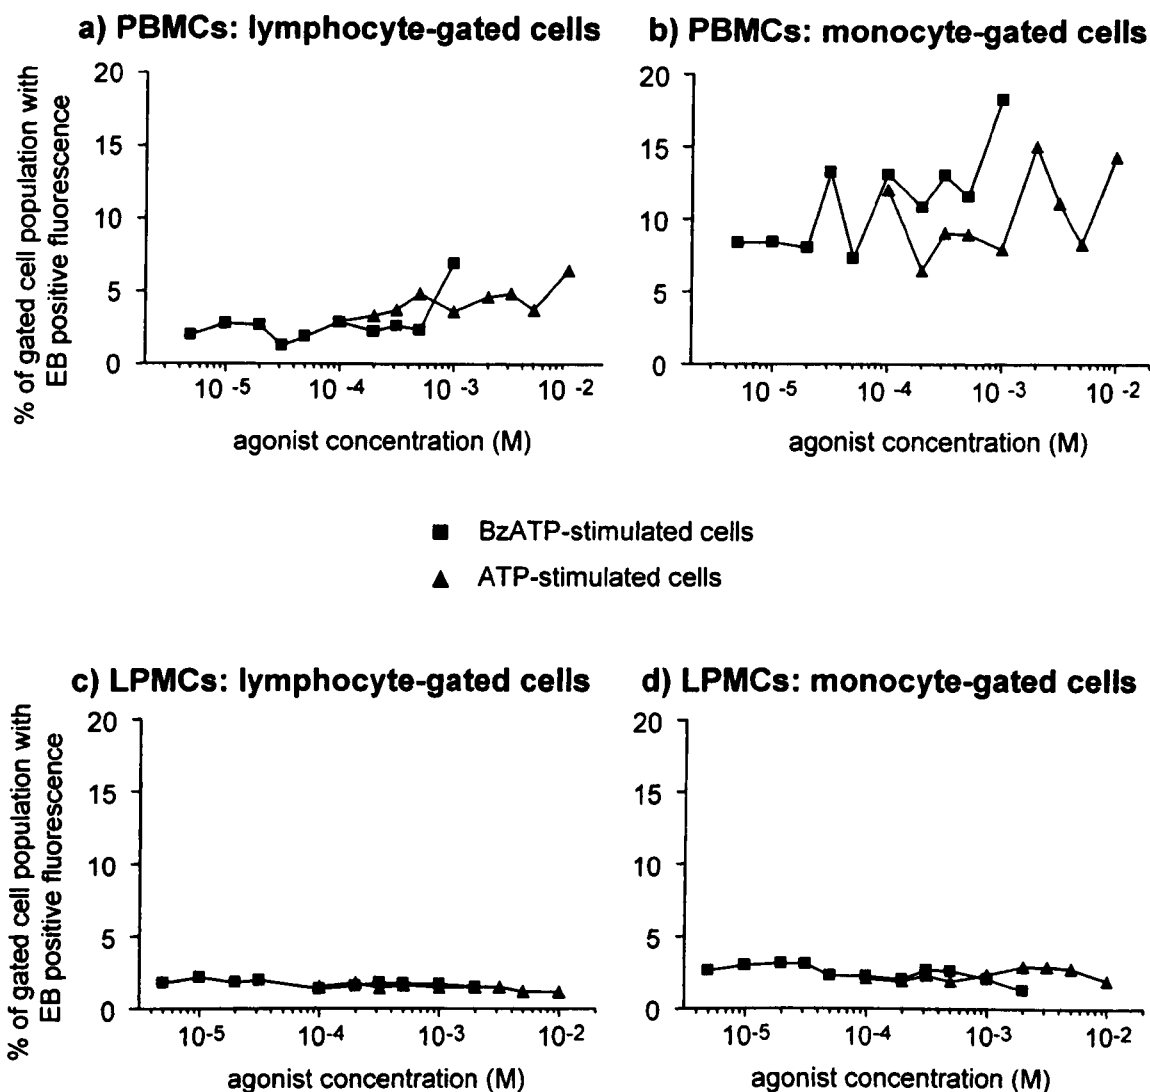 a) PBMCs: lymphocyte-gated cells
b) PBMCs: monocyte-gated cells
% of gated cell population with
EB positive fluorescence
20
15
10
5
0
10⁻⁵ 10⁻⁴ 10⁻³ 10⁻²
agonist concentration (M)
20
15
10
5
0
10⁻⁵ 10⁻⁴ 10⁻³ 10⁻²
agonist concentration (M)
BzATP-stimulated cells
ATP-stimulated cells
c) LPMCs: lymphocyte-gated cells
d) LPMCs: monocyte-gated cells
% of gated cell population with
EB positive fluorescence
20
15
10
5
0
10⁻⁵ 10⁻⁴ 10⁻³ 10⁻²
agonist concentration (M)
20
15
10
5
0
10⁻⁵ 10⁻⁴ 10⁻³ 10⁻²
agonist concentration (M)